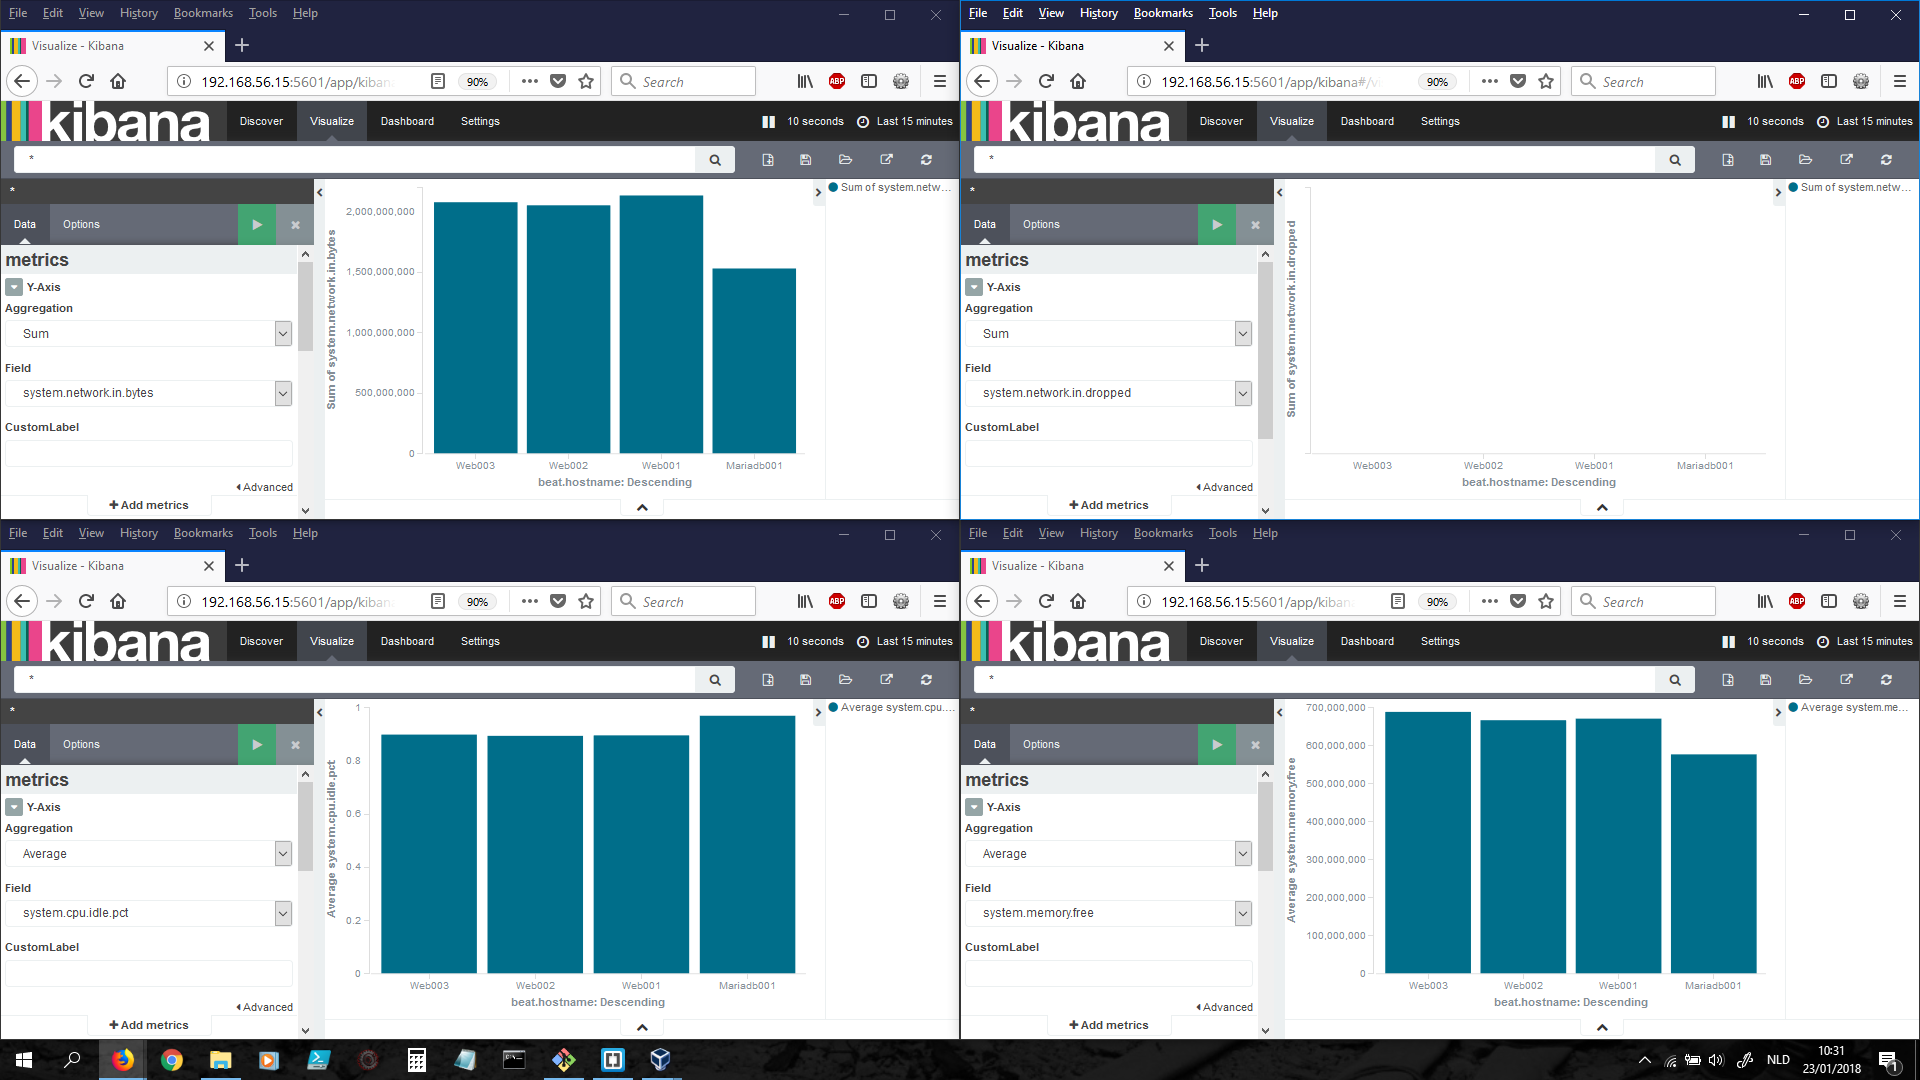 File Edit View History Bookmarks Tools Help
Visualize - Kibana
192.168.56.15:5601/app/kibana 90% Search
kibana Discover Visualize Dashboard Settings 10 seconds Last 15 minutes
*
*
Data Options
metrics
Y-Axis
Aggregation
Sum
Field
system.network.in.bytes
CustomLabel
Advanced
Add metrics
Sum of system.network.in.bytes
2,000,000,000
1,500,000,000
1,000,000,000
500,000,000
0
Web003 Web002 Web001 Mariadb001
beat.hostname: Descending
Sum of system.netw...
File Edit View History Bookmarks Tools Help
Visualize - Kibana
192.168.56.15:5601/app/kibana#/v 90% Search
kibana Discover Visualize Dashboard Settings 10 seconds Last 15 minutes
*
*
Data Options
metrics
Y-Axis
Aggregation
Sum
Field
system.network.in.dropped
CustomLabel
Advanced
Add metrics
Sum of system.network.in.dropped
Web003 Web002 Web001 Mariadb001
beat.hostname: Descending
Sum of system.netw...
File Edit View History Bookmarks Tools Help
Visualize - Kibana
192.168.56.15:5601/app/kibana 90% Search
kibana Discover Visualize Dashboard Settings 10 seconds Last 15 minutes
*
*
Data Options
metrics
Y-Axis
Aggregation
Average
Field
system.cpu.idle.pct
CustomLabel
Advanced
Add metrics
Average system.cpu.idle.pct
1
0.8
0.6
0.4
0.2
0
Web003 Web002 Web001 Mariadb001
beat.hostname: Descending
Average system.cpu....
File Edit View History Bookmarks Tools Help
Visualize - Kibana
192.168.56.15:5601/app/kibana 90% Search
kibana Discover Visualize Dashboard Settings 10 seconds Last 15 minutes
*
*
Data Options
metrics
Y-Axis
Aggregation
Average
Field
system.memory.free
CustomLabel
Advanced
Add metrics
Average system.memory.free
700,000,000
600,000,000
500,000,000
400,000,000
300,000,000
200,000,000
100,000,000
0
Web003 Web002 Web001 Mariadb001
beat.hostname: Descending
Average system.me...
NLD 10:31
23/01/2018
1